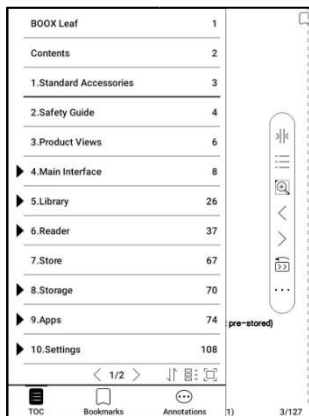 BOOX Leaf 1
Contents 2
1.Standard Accessories 3
2.Safety Guide 4
3.Product Views 6
4.Main Interface 8
5.Library 26
6.Reader 37
7.Store 67
8.Storage 70
9.Apps 74
10.Settings 108
1/2
TOC Bookmarks Annotations
pre-stored)
1) 3/127